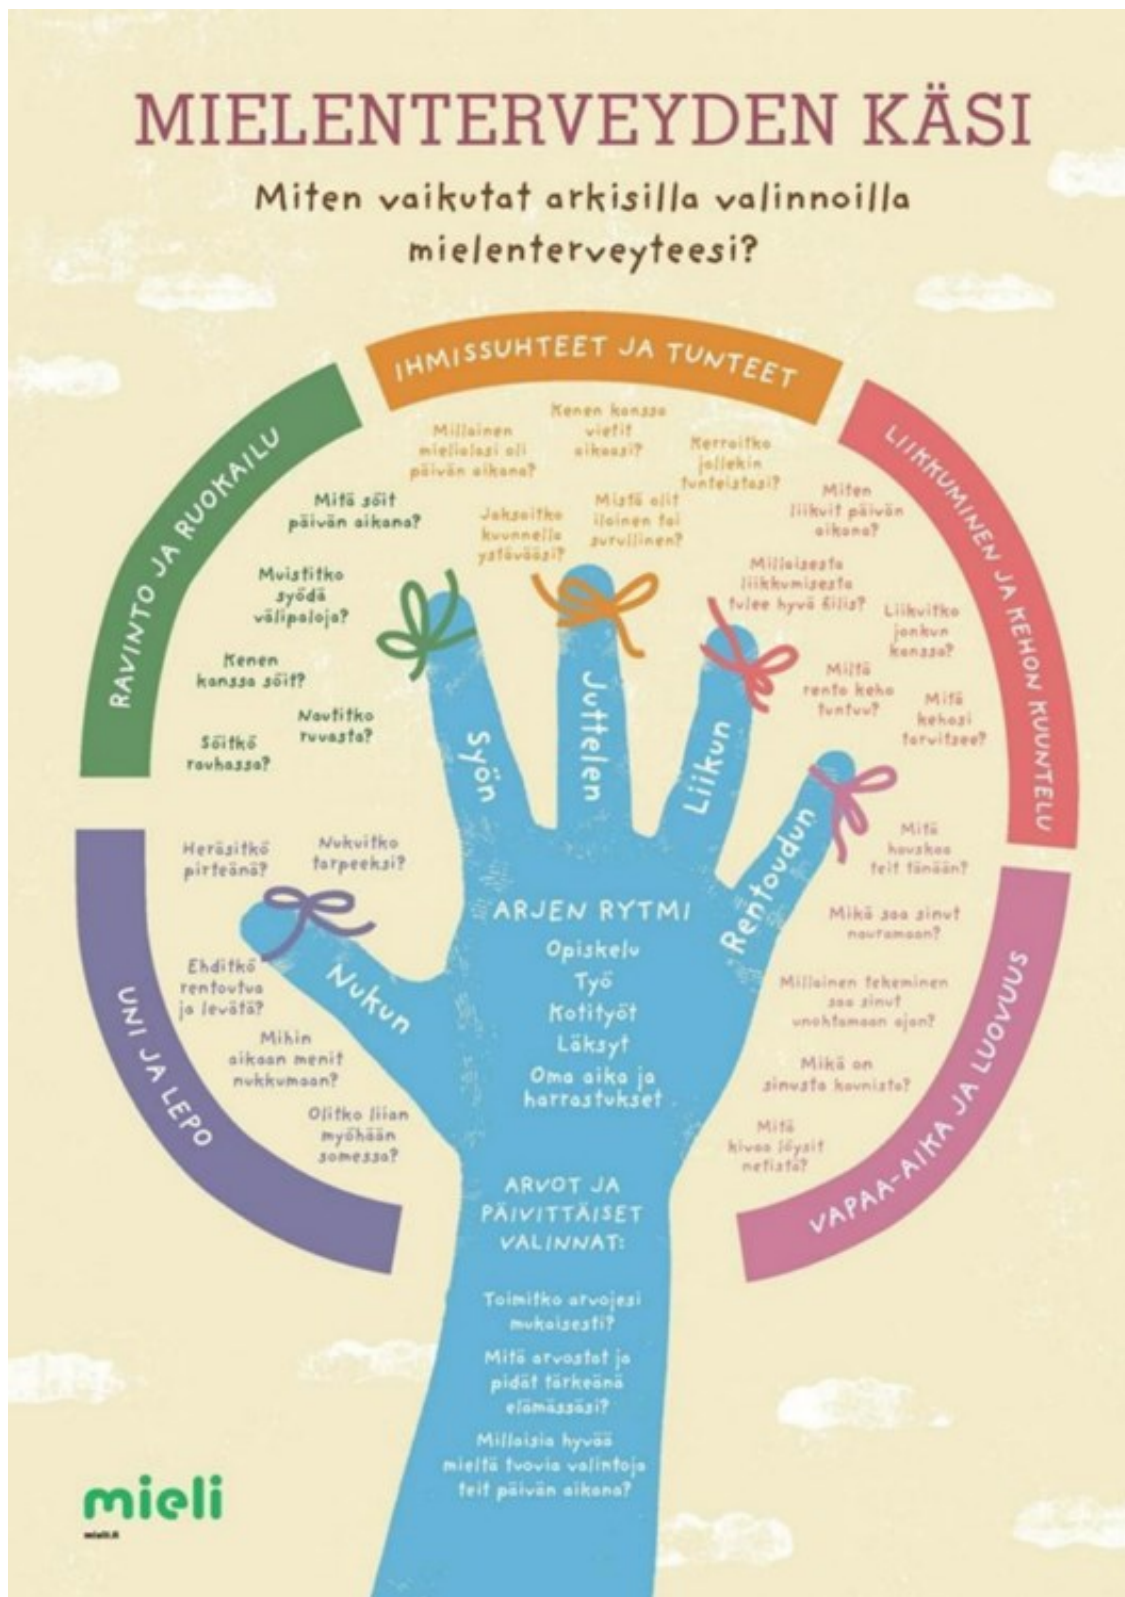 MIELENTERVEYDEN KÄSI
Miten vaikutat arkisilla valinnoilla
mielenterveyteesi?
RAVINTO JA RUOKAILU
Mitä söit
päivän aikana?
Muistitko
syödä
välipaloja?
Kenen
kanssa söit?
Nautitko
ruuasta?
Söitkö
rauhassa?
IHMISSUHTEET JA TUNTEET
Millainen
mielialasi oli
päivän aikana?
Kenen kanssa
vietit
aikaasi?
Kerroitko
jollekin
tunteistasi?
Jaksoitko
kuunnella
ystävääsi?
Mistä olit
iloinen tai
surullinen?
LIIKKUMINEN JA KEHON KUUNTELU
Miten
liikuit päivän
aikana?
Millaisesta
liikkumisesta
tulee hyvä fiilis?
Liikuitko
jonkun
kanssa?
Miltä
rento keho
tuntuu?
Mitä
kehosi
tarvitsee?
UNI JA LEPO
Heräsitkö
pirteänä?
Nukuitko
tarpeeksi?
Ehditkö
rentoutua
ja levätä?
Mihin
aikaan menit
nukkumaan?
Olitko liian
myöhään
somessa?
VAPAA-AIKA JA LUOVUUS
Mitä
hauskaa
teit tänään?
Mikä saa sinut
nauramaan?
Millainen tekeminen
saa sinut
unohtamaan ajan?
Mikä on
sinusta kaunista?
Mitä
kivaa löysit
netistä?
Nukun
Syön
Juttelen
Liikun
Rentoudun
ARJEN RYTMI
Opiskelu
Työ
Kotityöt
Läksyt
Oma aika ja
harrastukset
ARVOT JA
PÄIVITTÄISET
VALINNAT:
Toimitko arvojesi
mukaisesti?
Mitä arvostat ja
pidät tärkeänä
elämässäsi?
Millaisia hyvää
mieltä tuovia valintoja
teit päivän aikana?
mieli
mieli.fi